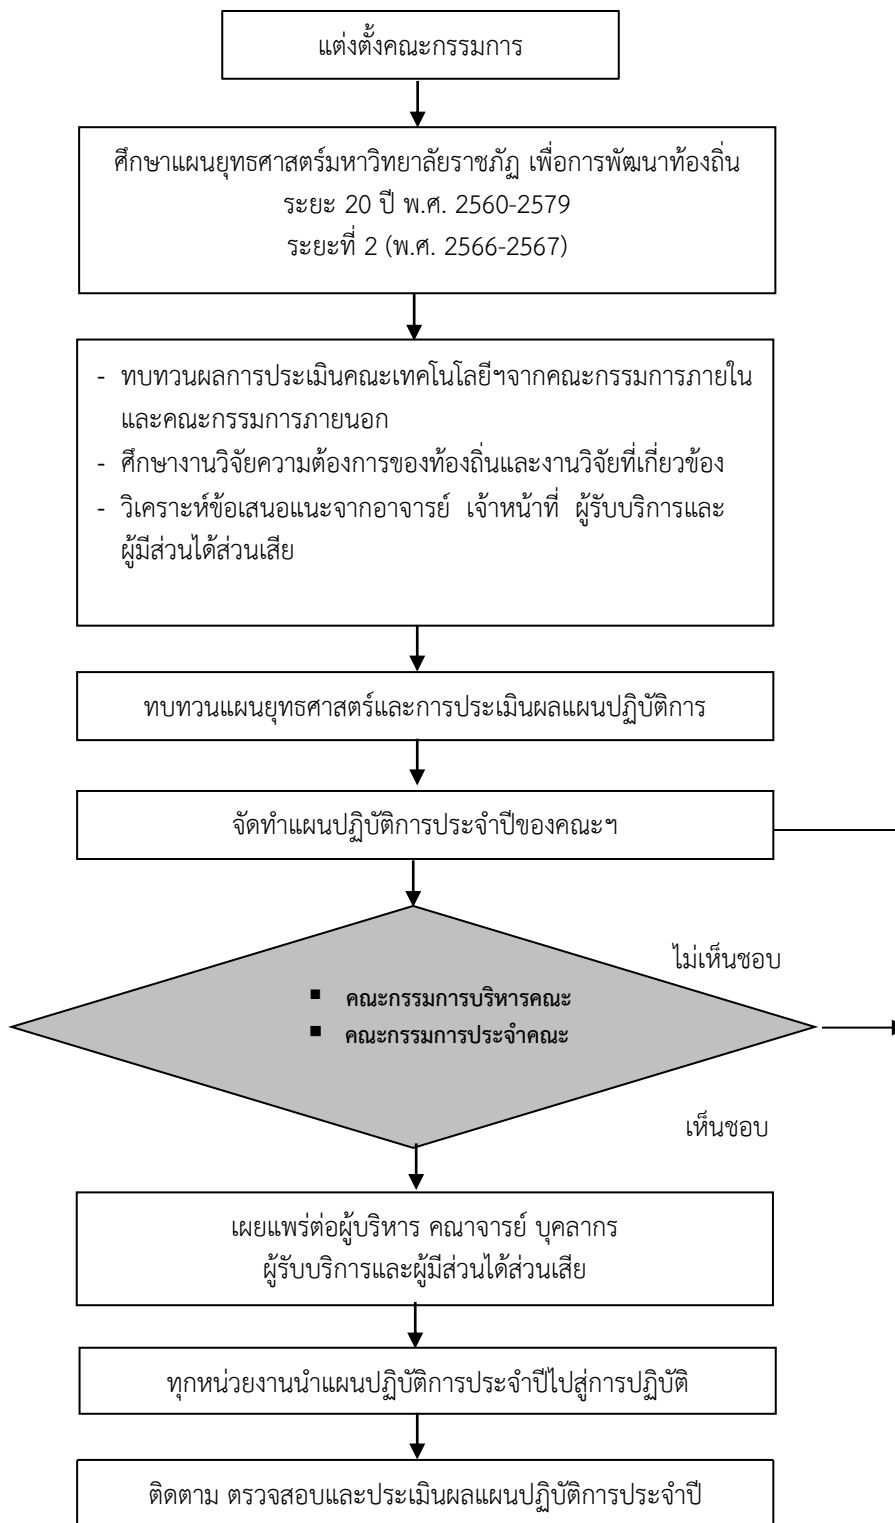 แต่งตั้งคณะกรรมการ
ศึกษาแผนยุทธศาสตร์มหาวิทยาลัยราชภัฏ เพื่อการพัฒนาท้องถิ่น
ระยะ 20 ปี พ.ศ. 2560-2579
ระยะที่ 2 (พ.ศ. 2566-2567)
- ทบทวนผลการประเมินคณะเทคโนโลยีฯจากคณะกรรมการภายใน
และคณะกรรมการภายนอก
- ศึกษางานวิจัยความต้องการของท้องถิ่นและงานวิจัยที่เกี่ยวข้อง
- วิเคราะห์ข้อเสนอแนะจากอาจารย์ เจ้าหน้าที่ ผู้รับบริการและ
ผู้มีส่วนได้ส่วนเสีย
ทบทวนแผนยุทธศาสตร์และการประเมินผลแผนปฏิบัติการ
จัดทำแผนปฏิบัติการประจำปีของคณะฯ
ไม่เห็นชอบ
▪ คณะกรรมการบริหารคณะ
▪ คณะกรรมการประจำคณะ
เห็นชอบ
เผยแพร่ต่อผู้บริหาร คณาจารย์ บุคลากร
ผู้รับบริการและผู้มีส่วนได้ส่วนเสีย
ทุกหน่วยงานนำแผนปฏิบัติการประจำปีไปสู่การปฏิบัติ
ติดตาม ตรวจสอบและประเมินผลแผนปฏิบัติการประจำปี